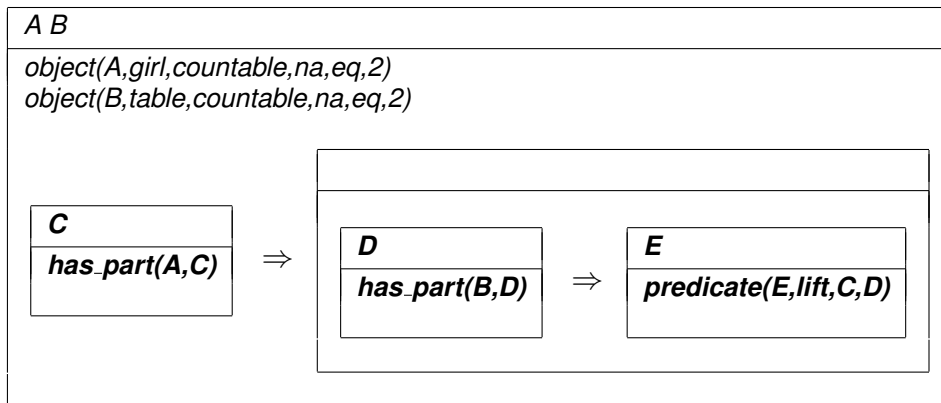 A B
object(A,girl,countable,na,eq,2)
object(B,table,countable,na,eq,2)
C
has_part(A,C)
⇒
D
has_part(B,D)
⇒
E
predicate(E,lift,C,D)